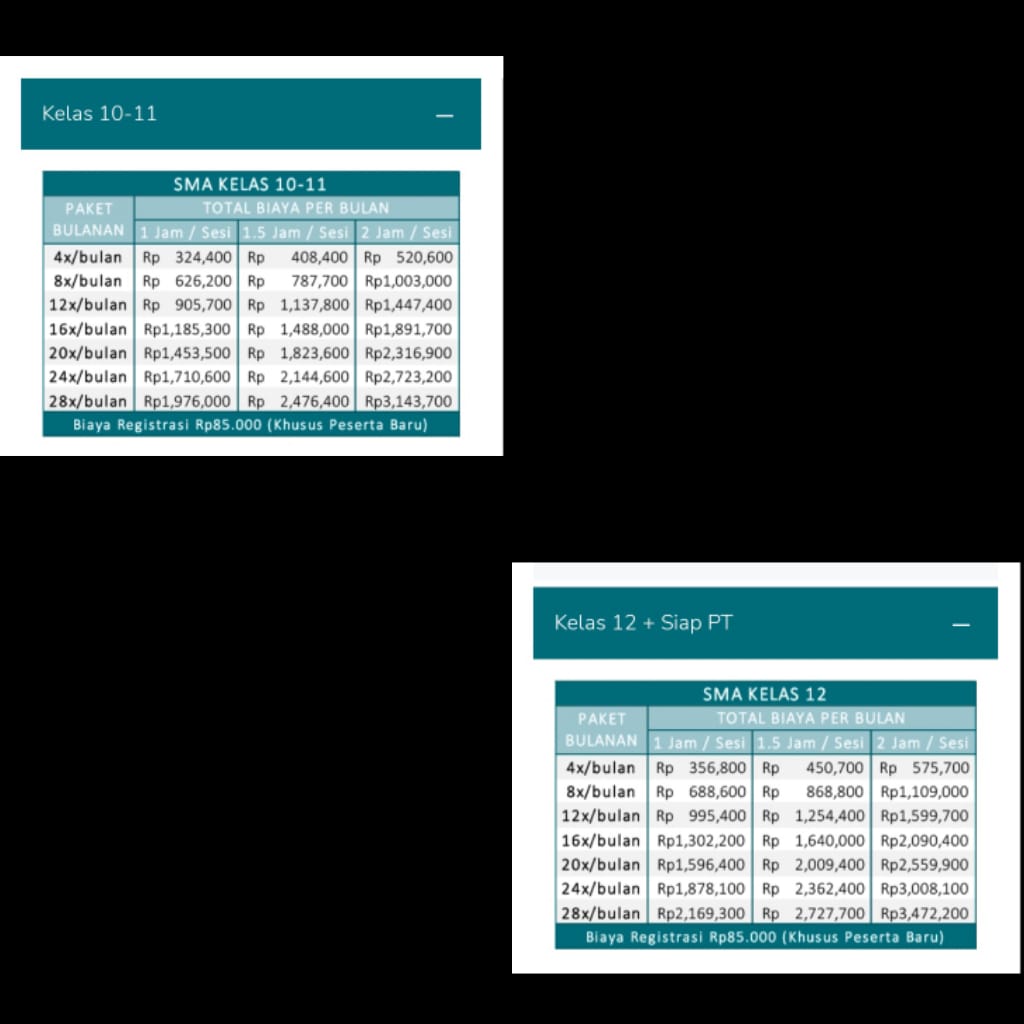 Kelas 10-11
SMA KELAS 10-11
PAKET BULANAN TOTAL BIAYA PER BULAN
1 Jam / Sesi 1.5 Jam / Sesi 2 Jam / Sesi
4x/bulan Rp 324,400 Rp 408,400 Rp 520,600
8x/bulan Rp 626,200 Rp 787,700 Rp1,003,000
12x/bulan Rp 905,700 Rp 1,137,800 Rp1,447,400
16x/bulan Rp1,185,300 Rp 1,488,000 Rp1,891,700
20x/bulan Rp1,453,500 Rp 1,823,600 Rp2,316,900
24x/bulan Rp1,710,600 Rp 2,144,600 Rp2,723,200
28x/bulan Rp1,976,000 Rp 2,476,400 Rp3,143,700
Biaya Registrasi Rp85.000 (Khusus Peserta Baru)
Kelas 12 + Siap PT
SMA KELAS 12
PAKET BULANAN TOTAL BIAYA PER BULAN
1 Jam / Sesi 1.5 Jam / Sesi 2 Jam / Sesi
4x/bulan Rp 356,800 Rp 450,700 Rp 575,700
8x/bulan Rp 688,600 Rp 868,800 Rp1,109,000
12x/bulan Rp 995,400 Rp 1,254,400 Rp1,599,700
16x/bulan Rp1,302,200 Rp 1,640,000 Rp2,090,400
20x/bulan Rp1,596,400 Rp 2,009,400 Rp2,559,900
24x/bulan Rp1,878,100 Rp 2,362,400 Rp3,008,100
28x/bulan Rp2,169,300 Rp 2,727,700 Rp3,472,200
Biaya Registrasi Rp85.000 (Khusus Peserta Baru)